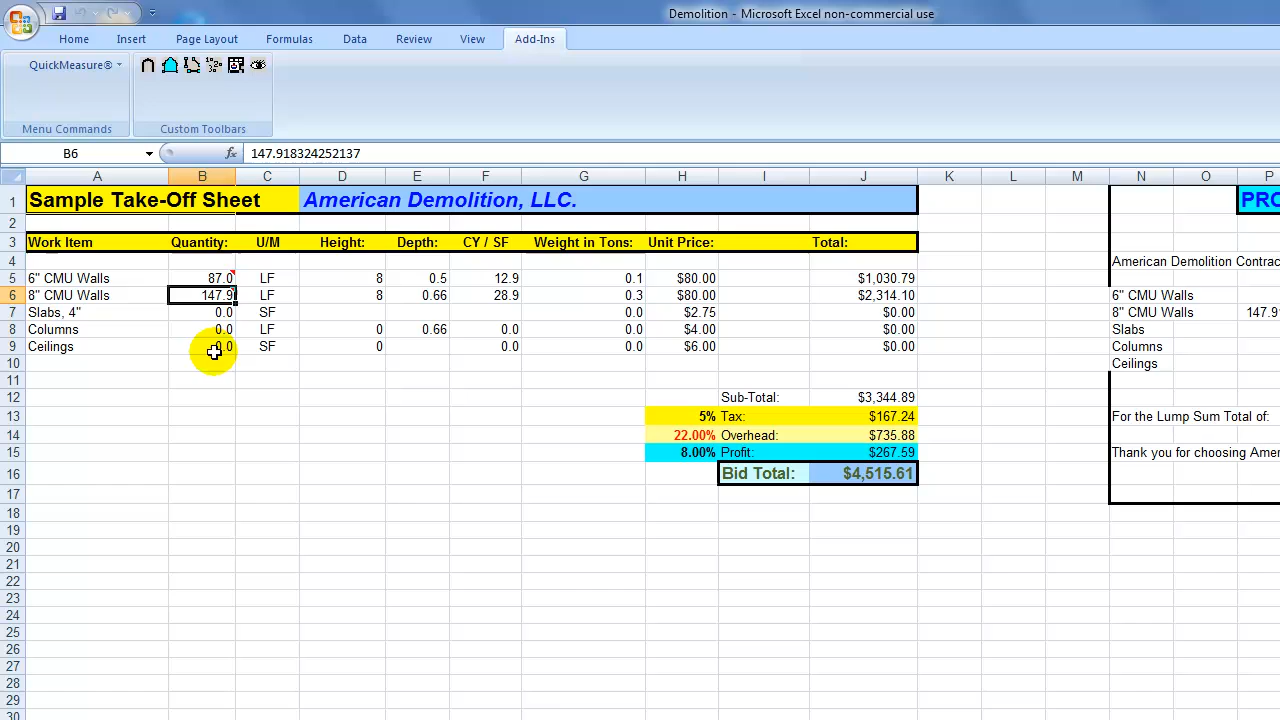 Demolition - Microsoft Excel non-commercial use
Home Insert Page Layout Formulas Data Review View Add-Ins
QuickMeasure®
Menu Commands Custom Toolbars
B6 fx 147.918324252137
A B C D E F G H I J K L M N O P
1 Sample Take-Off Sheet American Demolition, LLC. PRO
2
3 Work Item Quantity: U/M Height: Depth: CY / SF Weight in Tons: Unit Price: Total:
4 American Demolition Contrac
5 6" CMU Walls 87.0 LF 8 0.5 12.9 0.1 $80.00 $1,030.79
6 8" CMU Walls 147.9 LF 8 0.66 28.9 0.3 $80.00 $2,314.10 6" CMU Walls
7 Slabs, 4" 0.0 SF 0.0 $2.75 $0.00 8" CMU Walls 147.9
8 Columns 0.0 LF 0 0.66 0.0 0.0 $4.00 $0.00 Slabs
9 Ceilings 0.0 SF 0 0.0 0.0 $6.00 $0.00 Columns
10 Ceilings
11
12 Sub-Total: $3,344.89
13 5% Tax: $167.24 For the Lump Sum Total of:
14 22.00% Overhead: $735.88
15 8.00% Profit: $267.59 Thank you for choosing Amer
16 Bid Total: $4,515.61
17
18
19
20
21
22
23
24
25
26
27
28
29
30